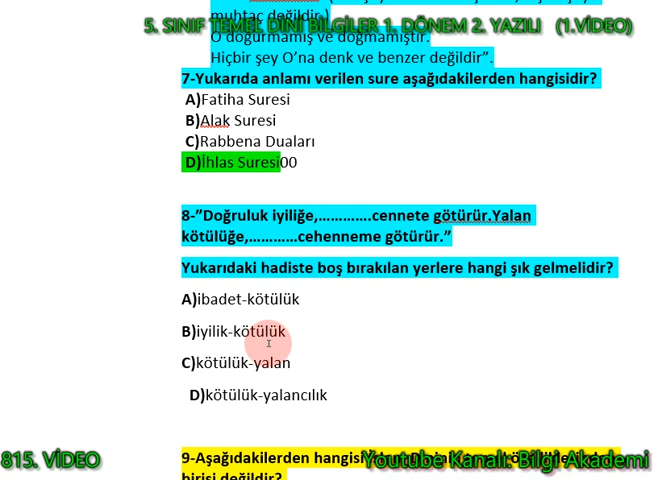 muhtaç değildir.)
5. SINIF TEMEL DİNİ BİLGİLER 1. DÖNEM 2. YAZILI (1.VİDEO)
O doğurmamış ve doğmamıştır.
Hiçbir şey O’na denk ve benzer değildir”.
7-Yukarıda anlamı verilen sure aşağıdakilerden hangisidir?
A)Fatiha Suresi
B)Alak Suresi
C)Rabbena Duaları
D)İhlas Suresi00
8-”Doğruluk iyiliğe,………….cennete götürür.Yalan
kötülüğe,…………cehenneme götürür.”
Yukarıdaki hadiste boş bırakılan yerlere hangi şık gelmelidir?
A)ibadet-kötülük
B)iyilik-kötülük
C)kötülük-yalan
D)kötülük-yalancılık
815. VİDEO
9-Aşağıdakilerden hangisi
Youtube Kanalı: Bilgi Akademi
birisi değildir?